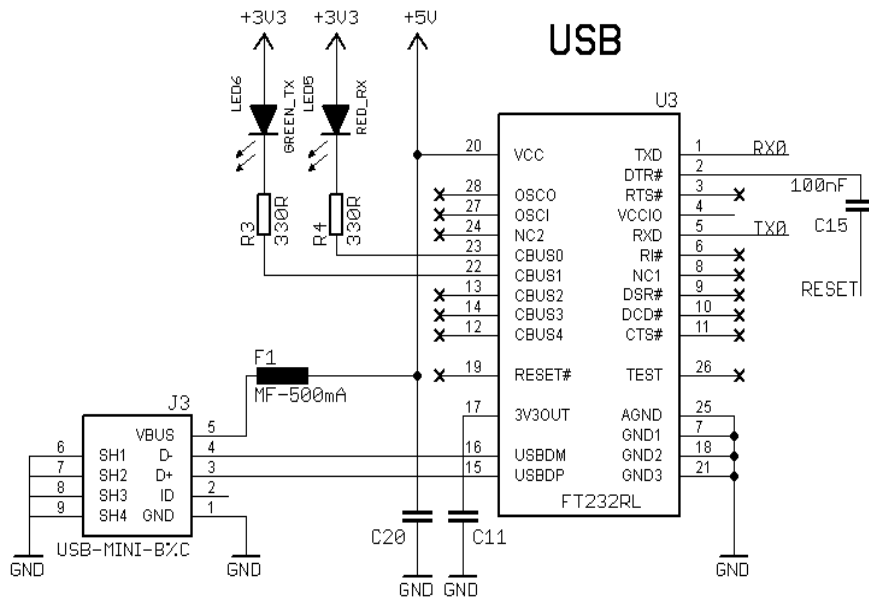 USB
+3V3 +3V3 +5V
LED6 GREEN_TX LED5 RED_RX
R3 330R R4 330R
U3
20 VCC TXD 1 RX0
DTR# 2
28 OSCO RTS# 3
27 OSCI VCCIO 4
24 NC2 RXD 5 TX0
23 CBUS0 RI# 6
22 CBUS1 NC1 8
13 CBUS2 DSR# 9
14 CBUS3 DCD# 10
12 CBUS4 CTS# 11
19 RESET# TEST 26
17 3V3OUT AGND 25
GND1 7
16 USBDM GND2 18
15 USBDP GND3 21
FT232RL
100nF
C15
RESET
F1
MF-500mA
J3
VBUS 5
6 SH1 D- 4
7 SH2 D+ 3
8 SH3 ID 2
9 SH4 GND 1
USB-MINI-B%C
C20 C11
GND GND GND GND GND